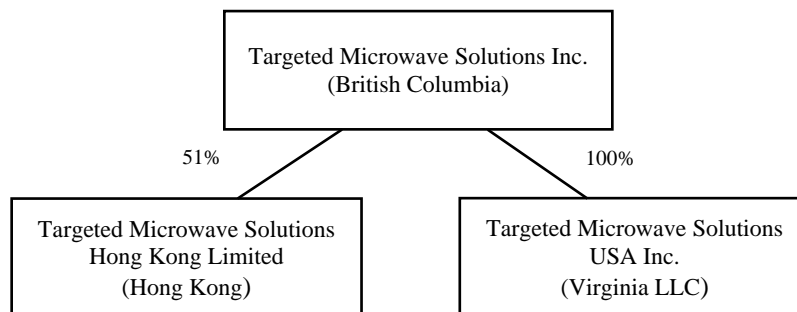 Targeted Microwave Solutions Inc.
(British Columbia)
51%
100%
Targeted Microwave Solutions
Hong Kong Limited
(Hong Kong)
Targeted Microwave Solutions
USA Inc.
(Virginia LLC)